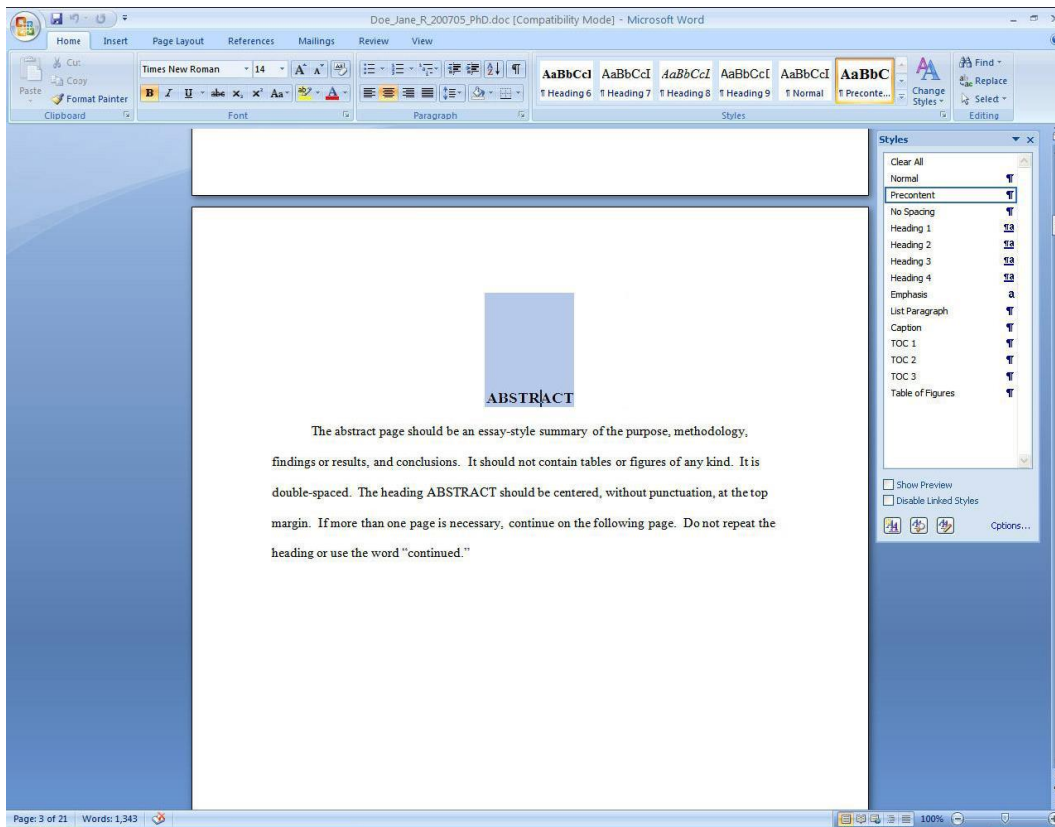 Doe_Jane_R_200705_PhD.doc [Compatibility Mode] - Microsoft Word
Home Insert Page Layout References Mailings Review View
Paste
Cut
Copy
Format Painter
Clipboard
Times New Roman 14
Font
Paragraph
AaBbCcI AaBbCcI AaBbCcI AaBbCcI AaBbCcI AaBbC
¶ Heading 6 ¶ Heading 7 ¶ Heading 8 ¶ Heading 9 ¶ Normal ¶ Preconte...
Change Styles
Styles
Find
Replace
Select
Editing
ABSTRACT
The abstract page should be an essay-style summary of the purpose, methodology,
findings or results, and conclusions. It should not contain tables or figures of any kind. It is
double-spaced. The heading ABSTRACT should be centered, without punctuation, at the top
margin. If more than one page is necessary, continue on the following page. Do not repeat the
heading or use the word “continued.”
Styles
Clear All
Normal ¶
Precontent ¶
No Spacing ¶
Heading 1 ¶a
Heading 2 ¶a
Heading 3 ¶a
Heading 4 ¶a
Emphasis a
List Paragraph ¶
Caption ¶
TOC 1 ¶
TOC 2 ¶
TOC 3 ¶
Table of Figures ¶
Show Preview
Disable Linked Styles
Options...
Page: 3 of 21 Words: 1,343
100%